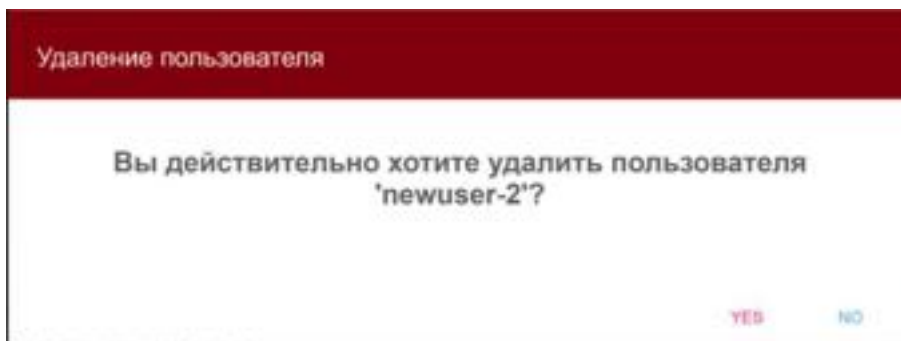 Удаление пользователя
Вы действительно хотите удалить пользователя
'newuser-2'?
YES
NO